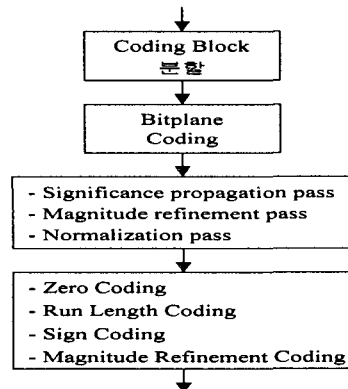 Coding Block
분할
Bitplane
Coding
- Significance propagation pass
- Magnitude refinement pass
- Normalization pass
- Zero Coding
- Run Length Coding
- Sign Coding
- Magnitude Refinement Coding